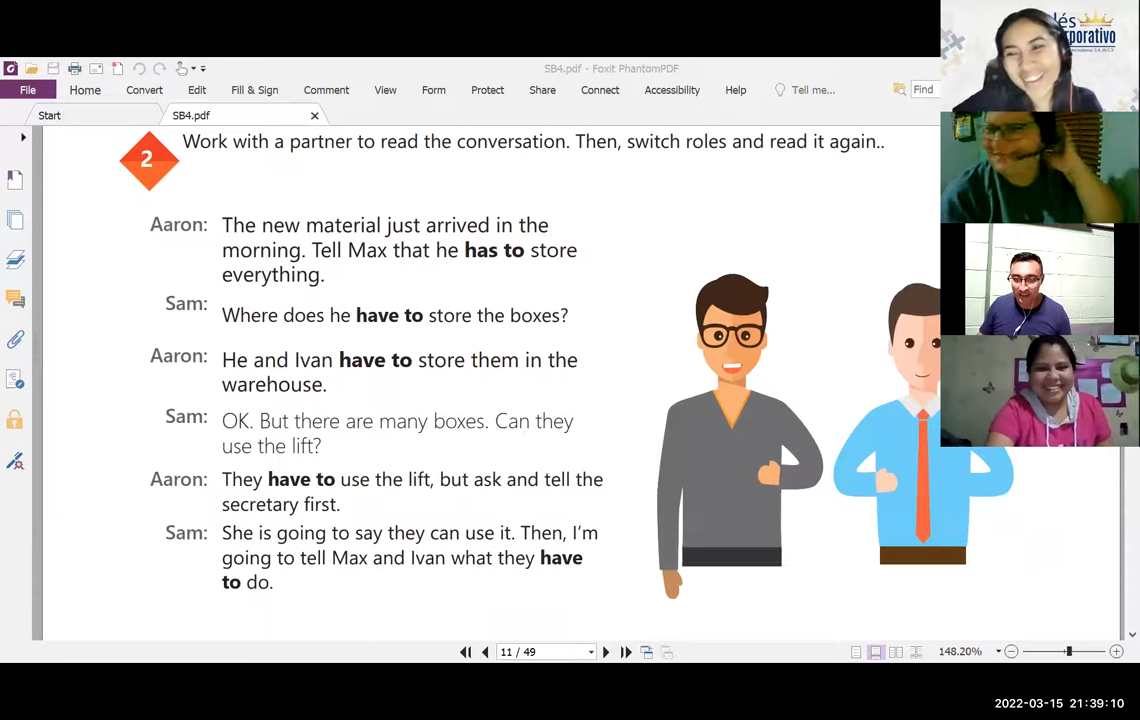 SB4.pdf - Foxit PhantomPDF
File Home Convert Edit Fill & Sign Comment View Form Protect Share Connect Accessibility Help Tell me... Find
Start SB4.pdf
2 Work with a partner to read the conversation. Then, switch roles and read it again..
Aaron: The new material just arrived in the
morning. Tell Max that he has to store
everything.
Sam: Where does he have to store the boxes?
Aaron: He and Ivan have to store them in the
warehouse.
Sam: OK. But there are many boxes. Can they
use the lift?
Aaron: They have to use the lift, but ask and tell the
secretary first.
Sam: She is going to say they can use it. Then, I'm
going to tell Max and Ivan what they have
to do.
11 / 49
148.20%
2022-03-15 21:39:10